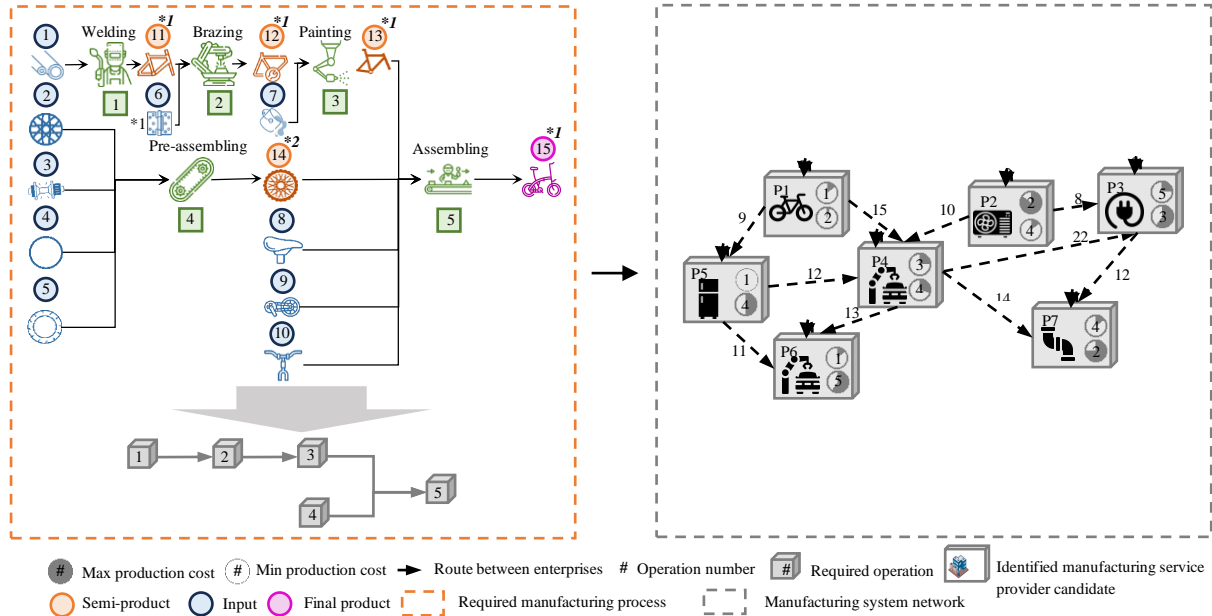 1 Welding *1 11 Brazing *1 12 Painting *1 13
2 6 7
*1 1 2 3
3 Pre-assembling *2 14 Assembling *1 15
4 4 8 5
5 9
10
1 2 3
4 5
P1 1 2
P2 2 4
P3 5 3
9 15 10 8 22
P5 1 4
12
P4 3 4
12
11 13 14
P6 1 5
P7 4 2
# Max production cost # Min production cost Route between enterprises # Operation number # Required operation Identified manufacturing service
provider candidate
Semi-product Input Final product Required manufacturing process Manufacturing system network